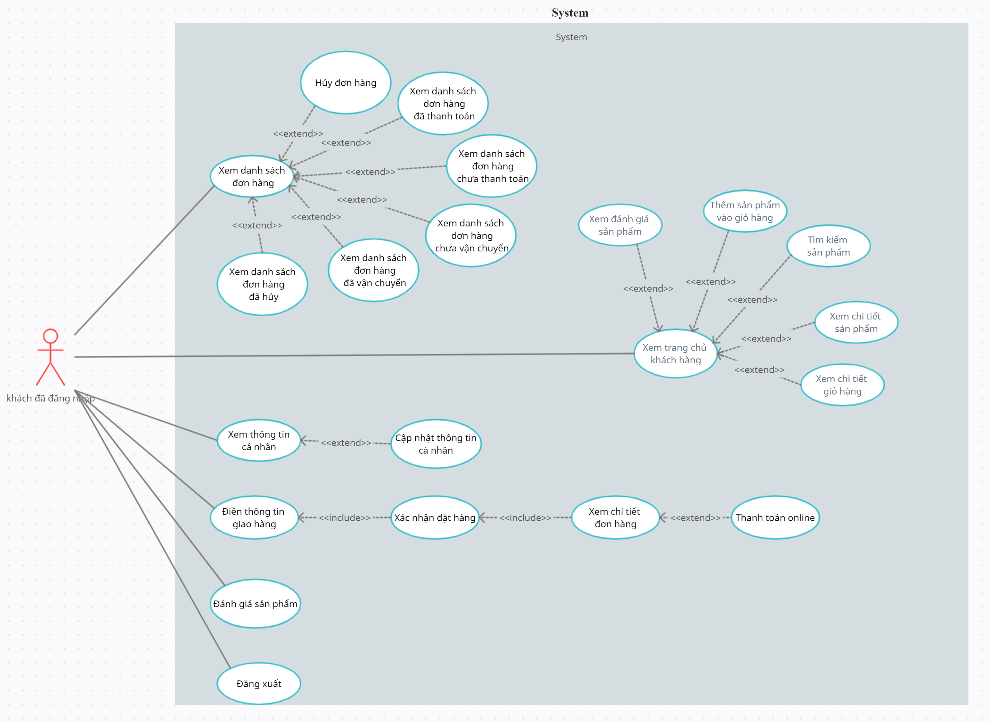 System
System
Hủy đơn hàng
Xem danh sách
đơn hàng
đã thanh toán
<<extend>>
<<extend>>
Xem danh sách
đơn hàng
Xem danh sách
đơn hàng
chưa thanh toán
<<extend>>
<<extend>>
<<extend>>
<<extend>>
Xem danh sách
đơn hàng
chưa vận chuyển
Xem danh sách
đơn hàng
đã vận chuyển
Xem danh sách
đơn hàng
đã hủy
Xem đánh giá
sản phẩm
Thêm sản phẩm
vào giỏ hàng
Tìm kiếm
sản phẩm
<<extend>>
<<extend>>
<<extend>>
Xem chi tiết
sản phẩm
<<extend>>
Xem trang chủ
khách hàng
<<extend>>
Xem chi tiết
giỏ hàng
khách đã đăng nhập
Xem thông tin
cá nhân
<<extend>>
Cập nhật thông tin
cá nhân
Điền thông tin
giao hàng
<<include>>
Xác nhận đặt hàng
<<include>>
Xem chi tiết
đơn hàng
<<extend>>
Thanh toán online
Đánh giá sản phẩm
Đăng xuất